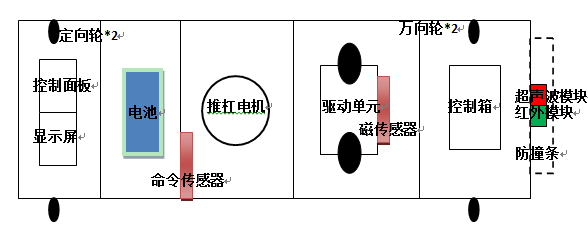 定向轮*2
万向轮*2
控制面板
显示屏
电池
推扛电机
命令传感器
驱动单元
磁传感器
控制箱
超声波模块
红外模块
防撞条